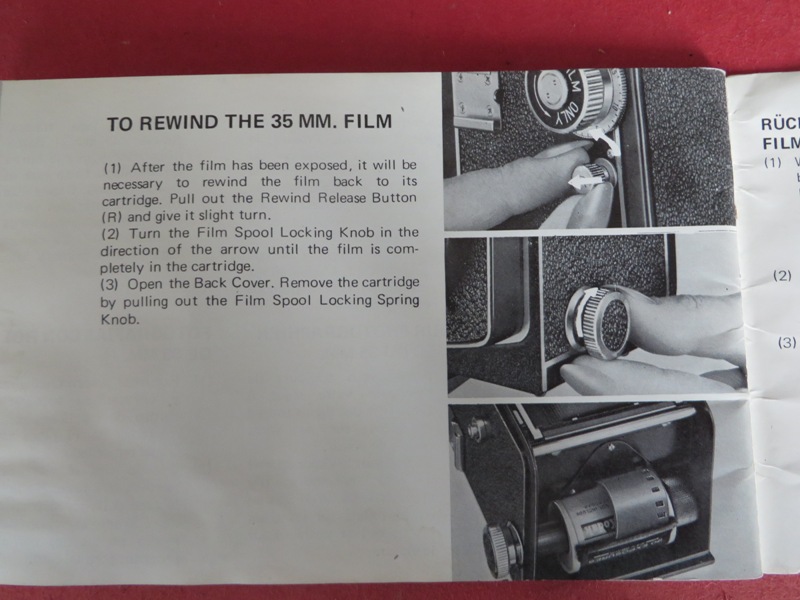 TO REWIND THE 35 MM. FILM
(1) After the film has been exposed, it will be
necessary to rewind the film back to its
cartridge. Pull out the Rewind Release Button
(R) and give it slight turn.
(2) Turn the Film Spool Locking Knob in the
direction of the arrow until the film is com-
pletely in the cartridge.
(3) Open the Back Cover. Remove the cartridge
by pulling out the Film Spool Locking Spring
Knob.
FILM ONLY
RÜCK
FILM
(1)
(2)
(3)